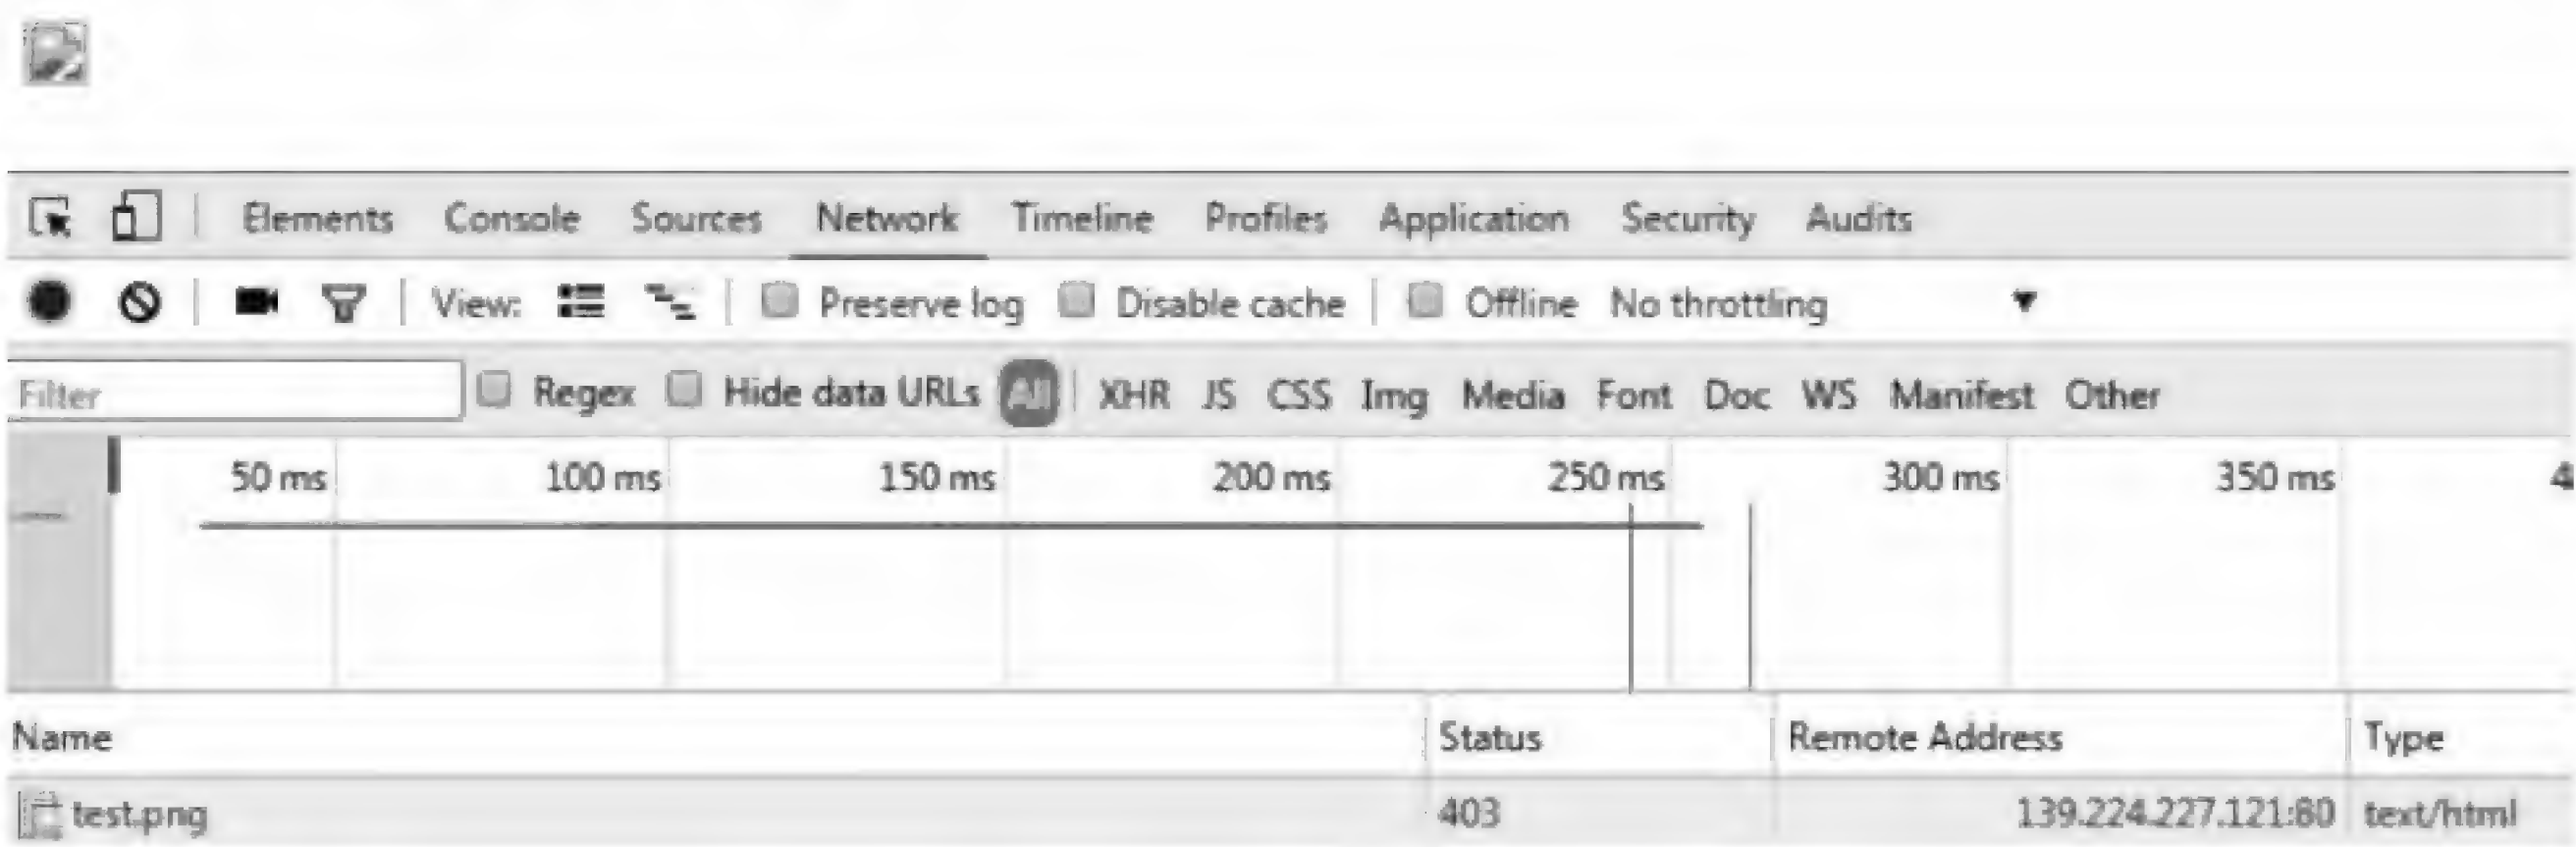 Elements Console Sources Network Timeline Profiles Application Security Audits
View: Preserve log Disable cache Offline No throttling
Filter Regex Hide data URLs All XHR JS CSS Img Media Font Doc WS Manifest Other
50 ms 100 ms 150 ms 200 ms 250 ms 300 ms 350 ms 4
Name Status Remote Address Type
test.png 403 139.224.227.121:80 text/html